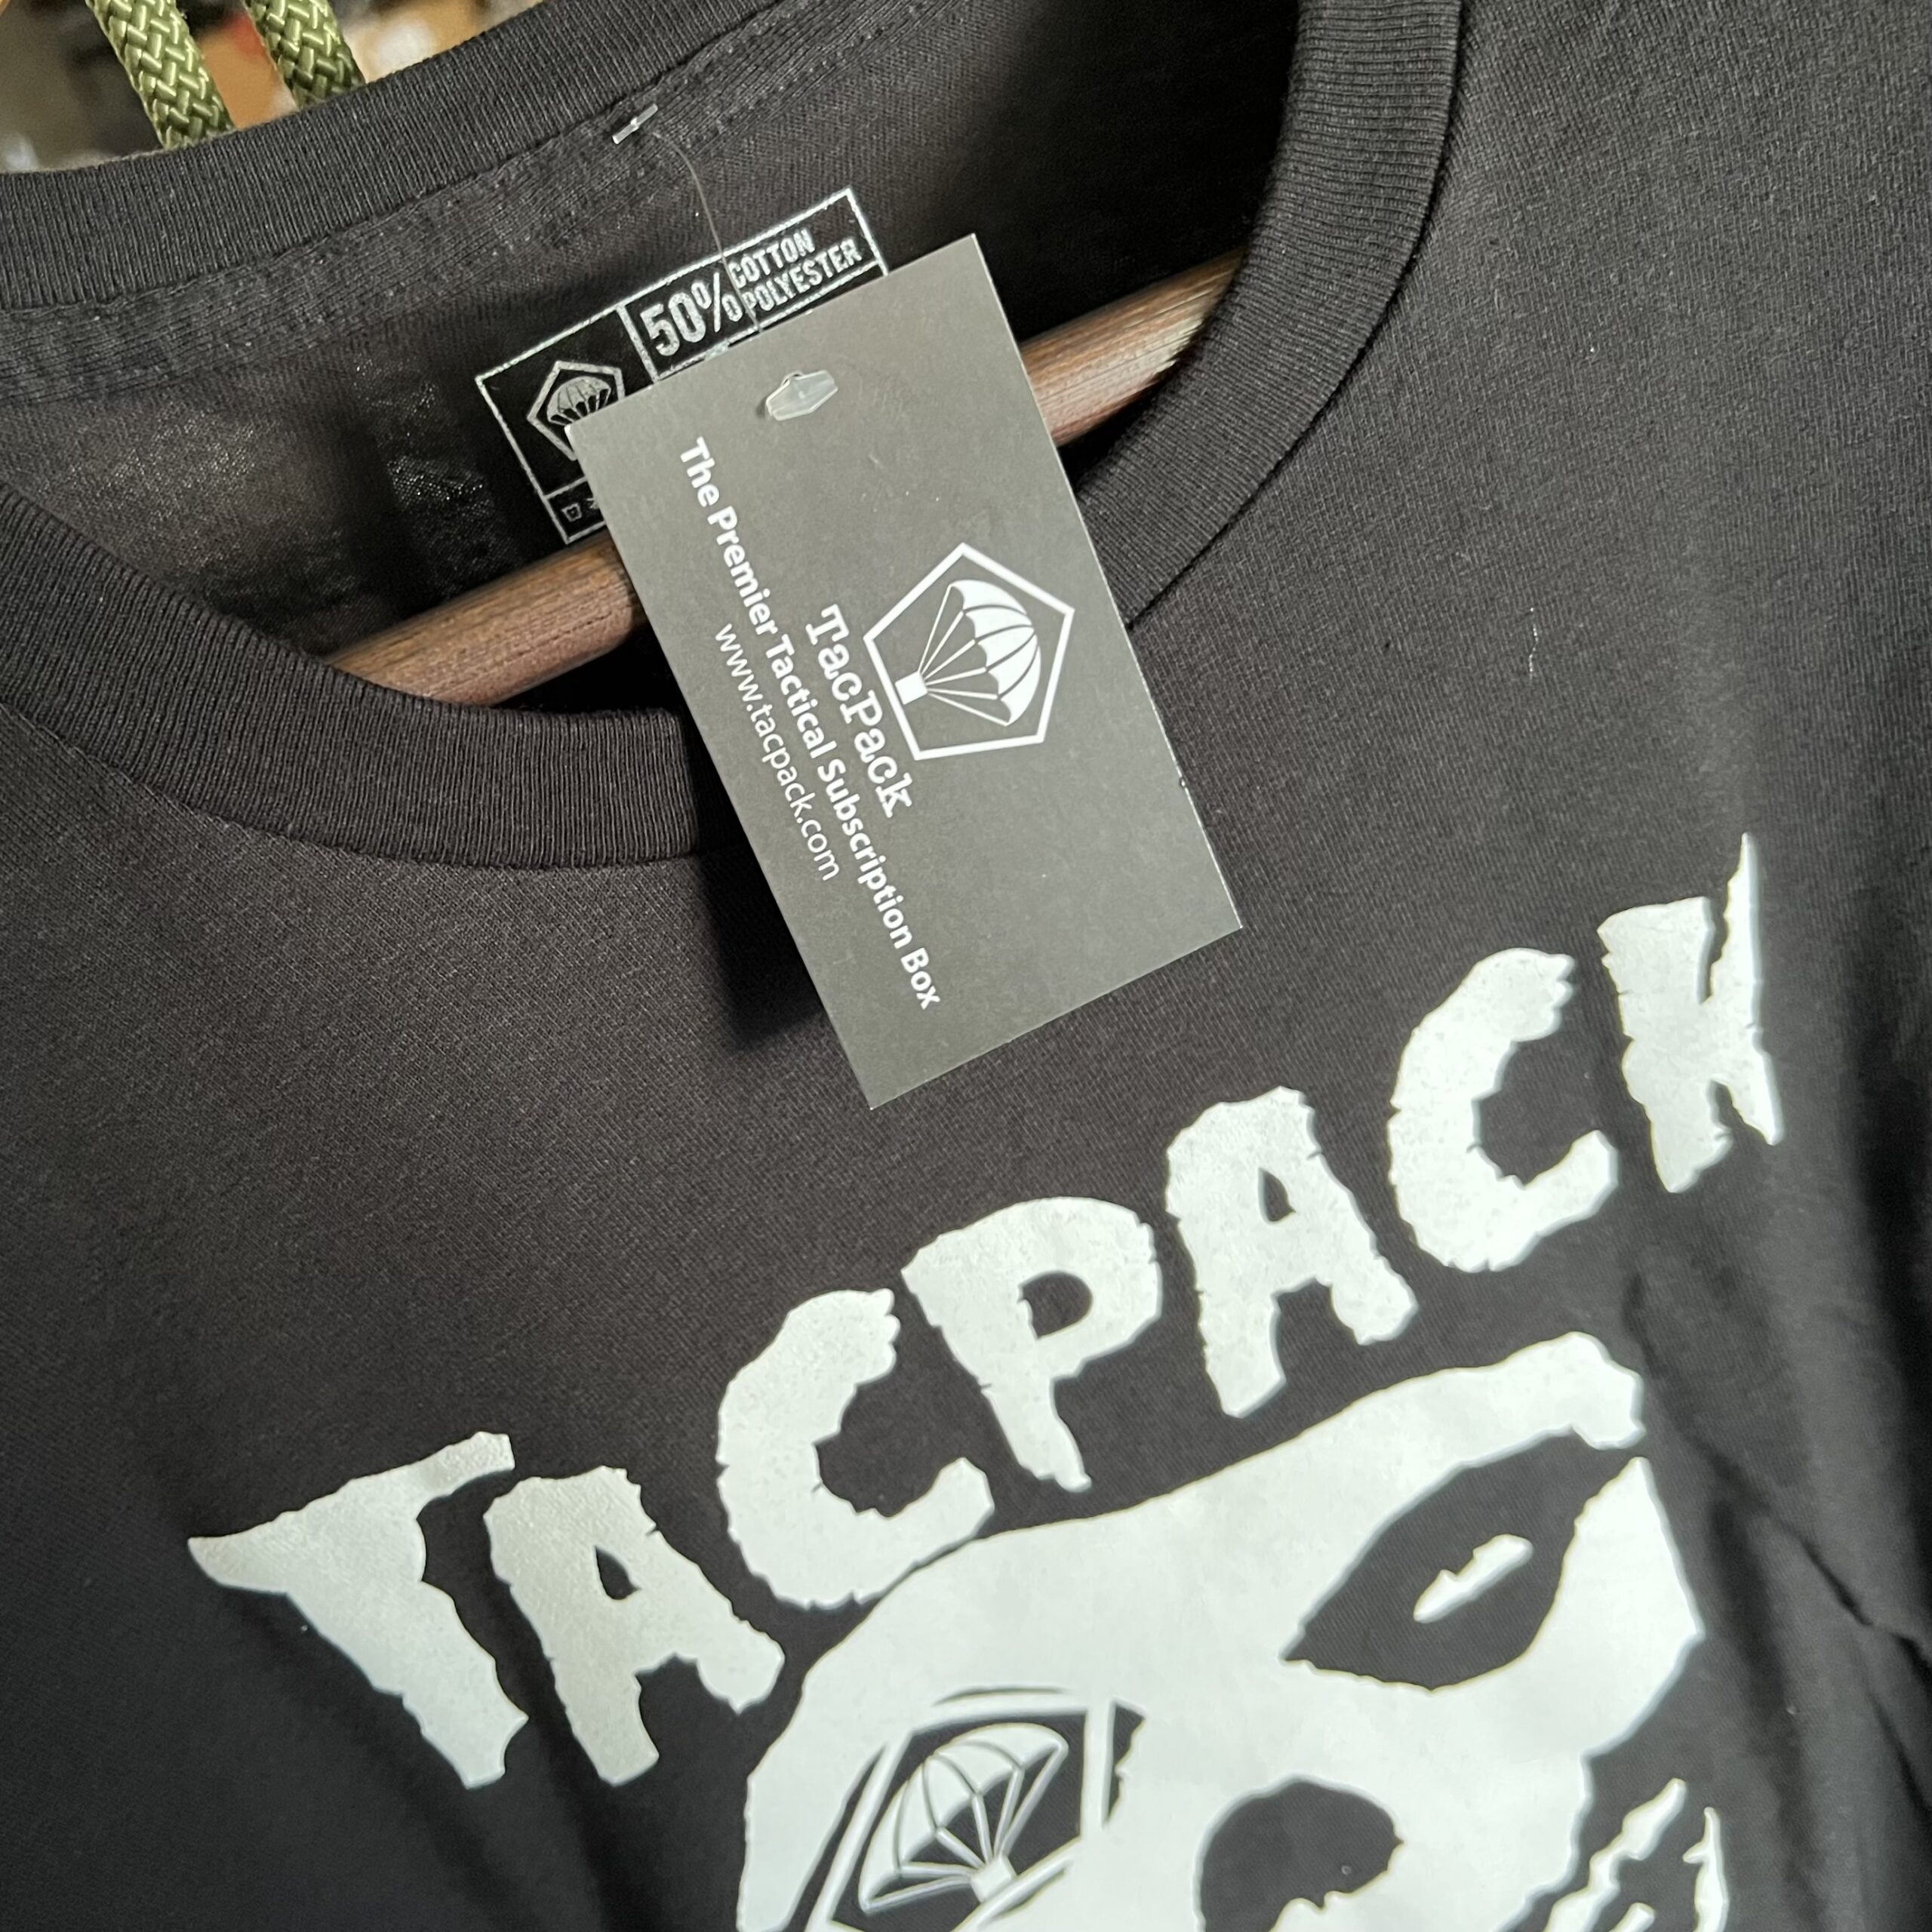 50% COTTON
POLYESTER
TacPack
The Premier Tactical Subscription Box
www.tacpack.com
TACPACK